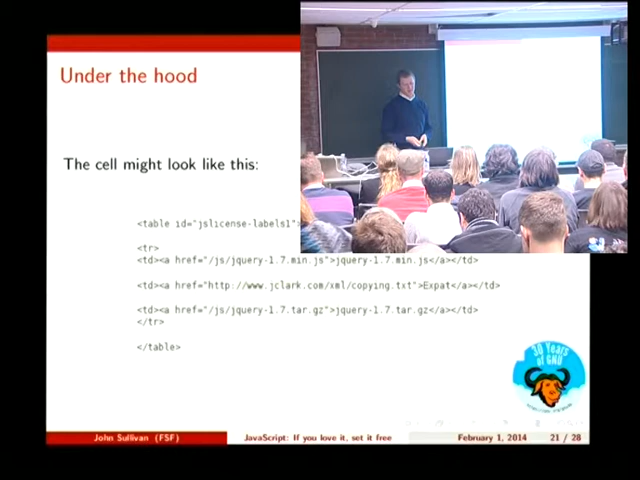 Under the hood
The cell might look like this:
<table id="jslicense-labels1">
<tr>
<td><a href="/js/jquery-1.7.min.js">jquery-1.7.min.js</a></td>
<td><a href="http://www.jclark.com/xml/copying.txt">Expat</a></td>
<td><a href="/js/jquery-1.7.tar.gz">jquery-1.7.tar.gz</a></td>
</tr>
</table>
30 Years
of GNU
John Sullivan (FSF)
JavaScript: If you love it, set it free
February 1, 2014
21 / 28